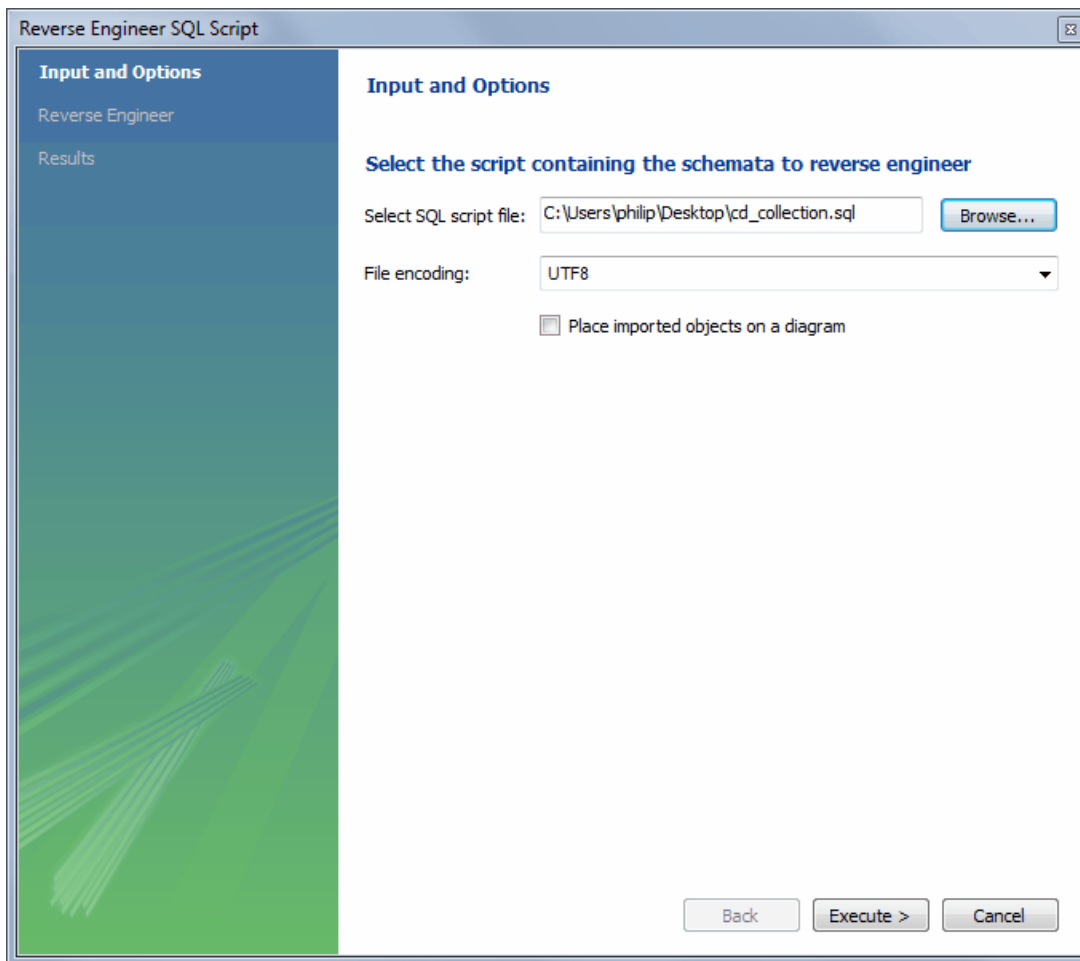 Reverse Engineer SQL Script
Input and Options
Reverse Engineer
Results
Input and Options
Select the script containing the schemata to reverse engineer
Select SQL script file: C:\Users\philip\Desktop\cd_collection.sql Browse...
File encoding: UTF8
Place imported objects on a diagram
Back Execute > Cancel